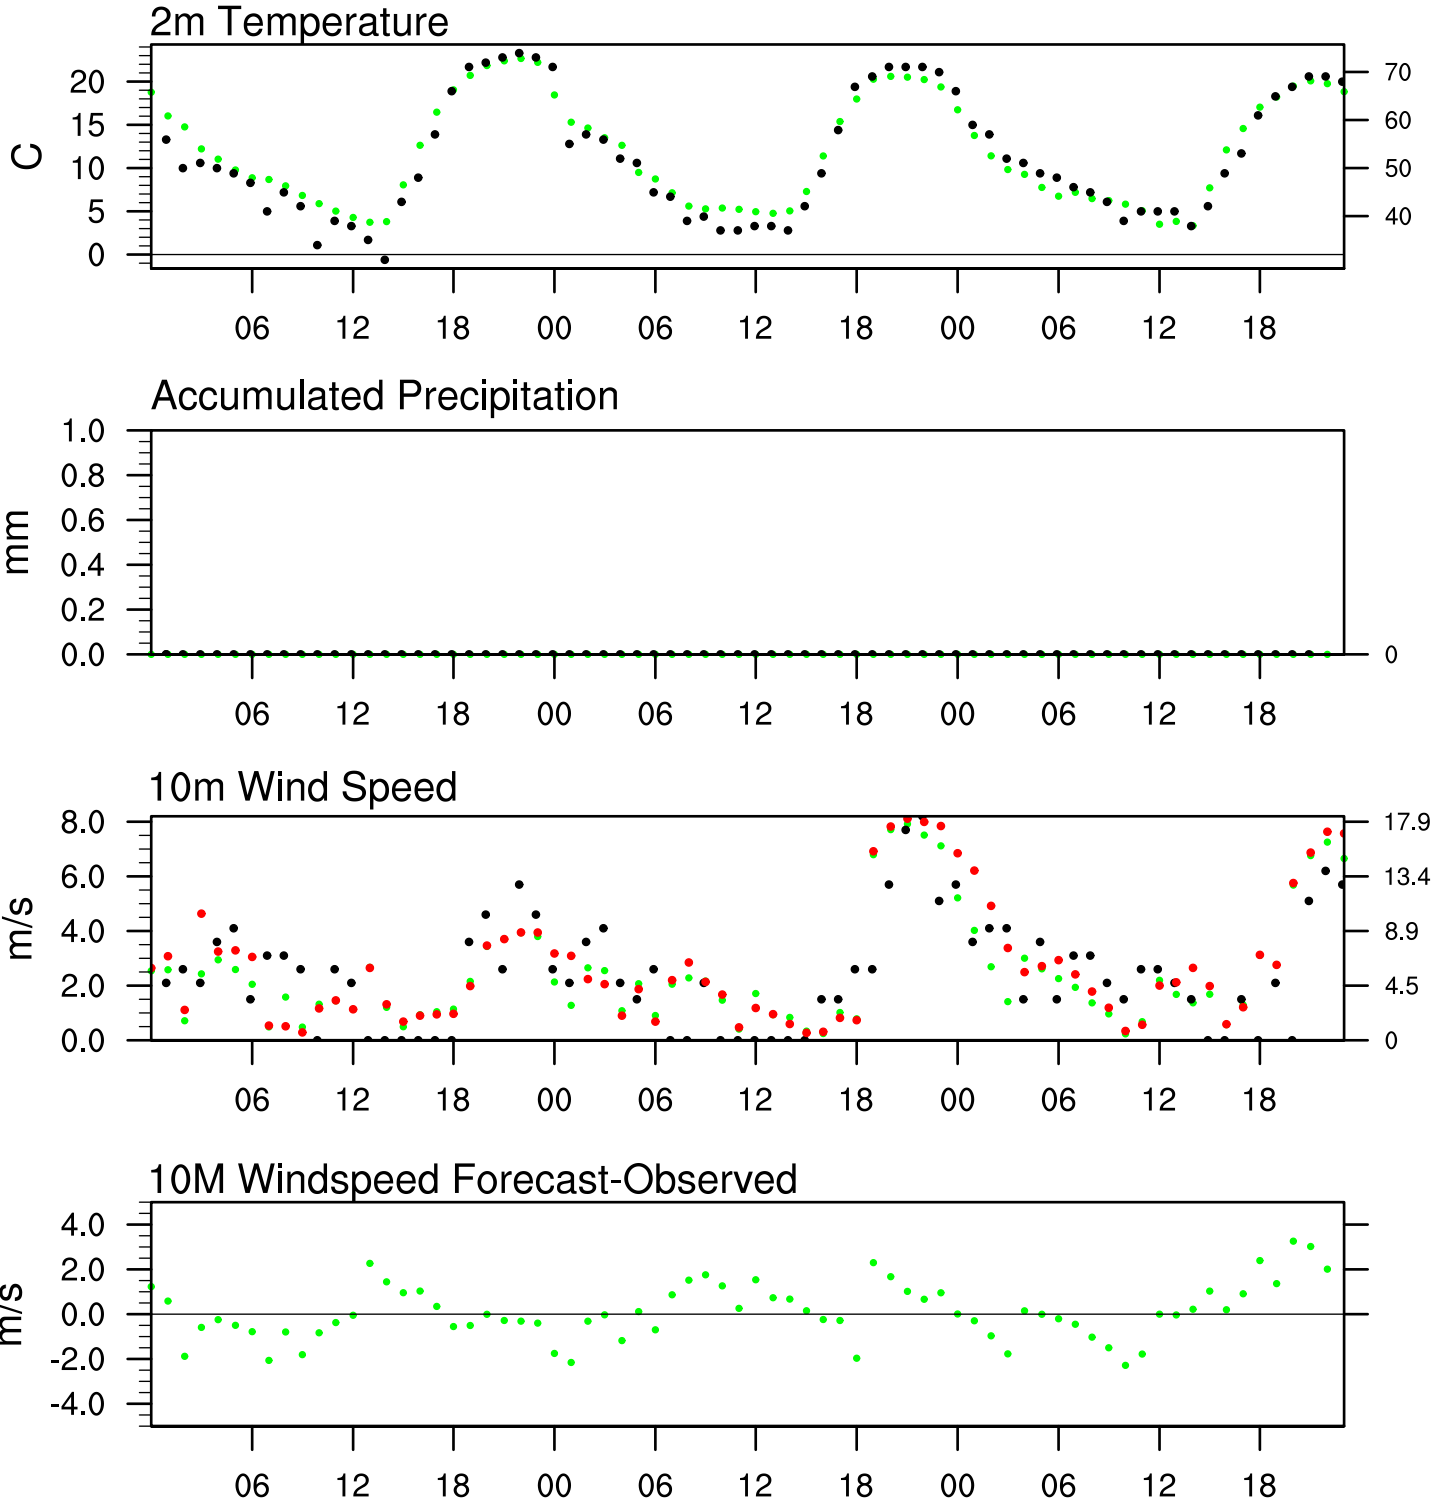 2m Temperature
C
20
15
10
5
0
70
60
50
40
06 12 18 00 06 12 18 00 06 12 18
Accumulated Precipitation
mm
1.0
0.8
0.6
0.4
0.2
0.0
0
06 12 18 00 06 12 18 00 06 12 18
10m Wind Speed
m/s
8.0
6.0
4.0
2.0
0.0
17.9
13.4
8.9
4.5
0
06 12 18 00 06 12 18 00 06 12 18
10M Windspeed Forecast-Observed
m/s
4.0
2.0
0.0
-2.0
-4.0
06 12 18 00 06 12 18 00 06 12 18